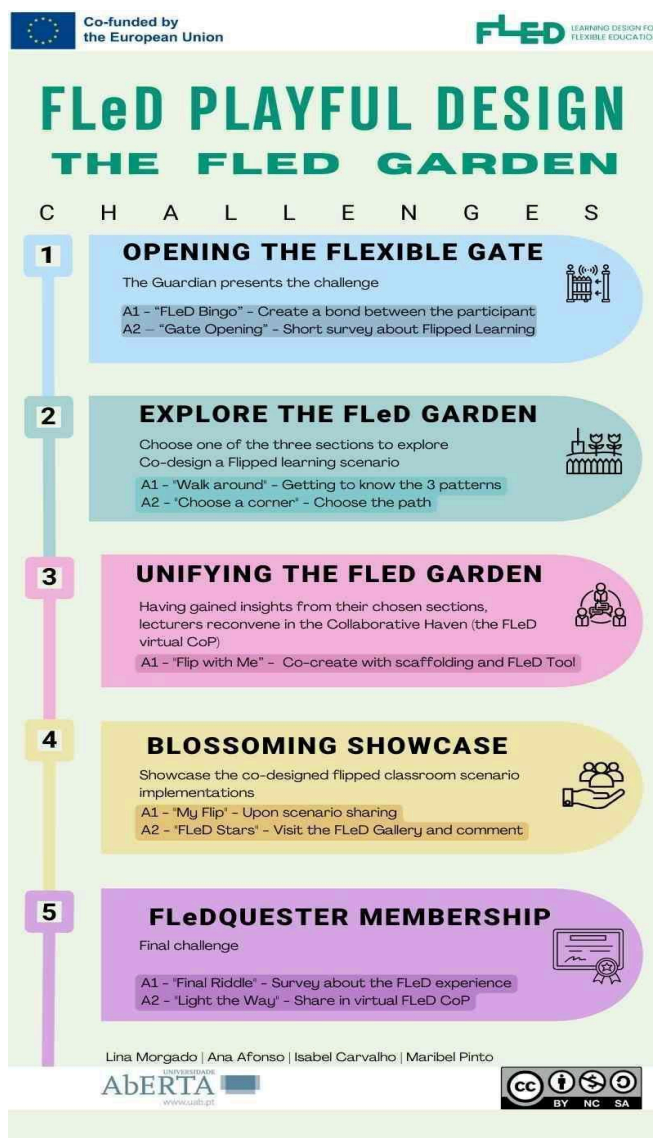 Co-funded by
the European Union
FLeD
LEARNING DESIGN FO
FLEXIBLE EDUCATIO
FLeD PLAYFUL DESIGN
THE FLED GARDEN
CHALLENGES
1
OPENING THE FLEXIBLE GATE
The Guardian presents the challenge
A1 - “FLeD Bingo” - Create a bond between the participant
A2 – “Gate Opening” - Short survey about Flipped Learning
2
EXPLORE THE FLeD GARDEN
Choose one of the three sections to explore
Co-design a Flipped learning scenario
A1 - "Walk around" - Getting to know the 3 patterns
A2 - "Choose a corner" - Choose the path
3
UNIFYING THE FLED GARDEN
Having gained insights from their chosen sections,
lecturers reconvene in the Collaborative Haven (the FLeD
virtual CoP)
A1 - "Flip with Me” - Co-create with scaffolding and FLeD Tool
4
BLOSSOMING SHOWCASE
Showcase the co-designed flipped classroom scenario
implementations
A1 - "My Flip" - Upon scenario sharing
A2 - "FLeD Stars" - Visit the FLeD Gallery and comment
5
FLeDQUESTER MEMBERSHIP
Final challenge
A1 - "Final Riddle" - Survey about the FLeD experience
A2 - "Light the Way" - Share in virtual FLeD CoP
Lina Morgado | Ana Afonso | Isabel Carvalho | Maribel Pinto
UNIVERSIDADE
AbERTA
www.uab.pt
cc
BY NC SA